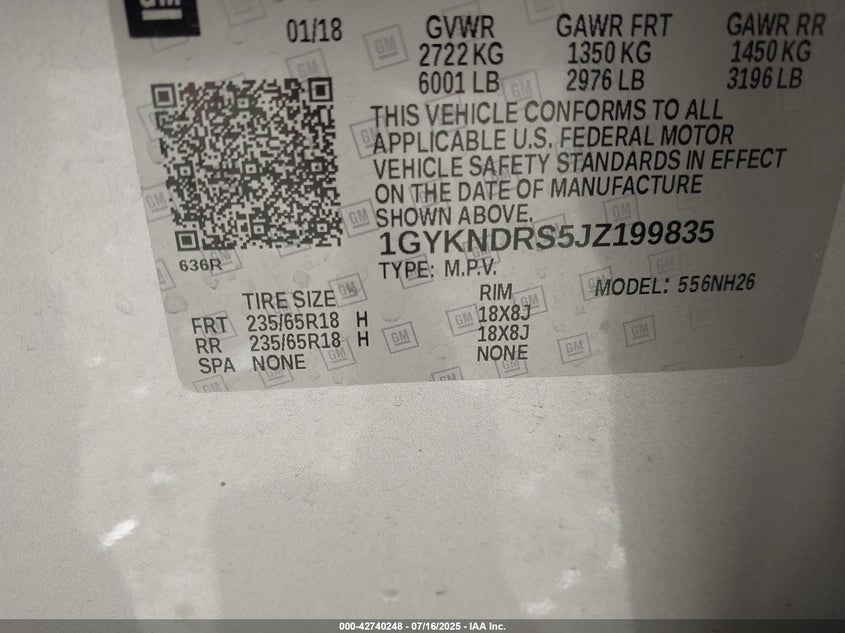 GM
01/18 GVWR GAWR FRT GAWR RR
2722 KG 1350 KG 1450 KG
6001 LB 2976 LB 3196 LB
THIS VEHICLE CONFORMS TO ALL
APPLICABLE U.S. FEDERAL MOTOR
VEHICLE SAFETY STANDARDS IN EFFECT
ON THE DATE OF MANUFACTURE
SHOWN ABOVE.
1GYKNDRS5JZ199835
636R
TYPE: M.P.V.
MODEL: 556NH26
TIRE SIZE RIM
FRT 235/65R18 H 18X8J
RR 235/65R18 H 18X8J
SPA NONE NONE
000-42740248 - 07/16/2025 - IAA Inc.